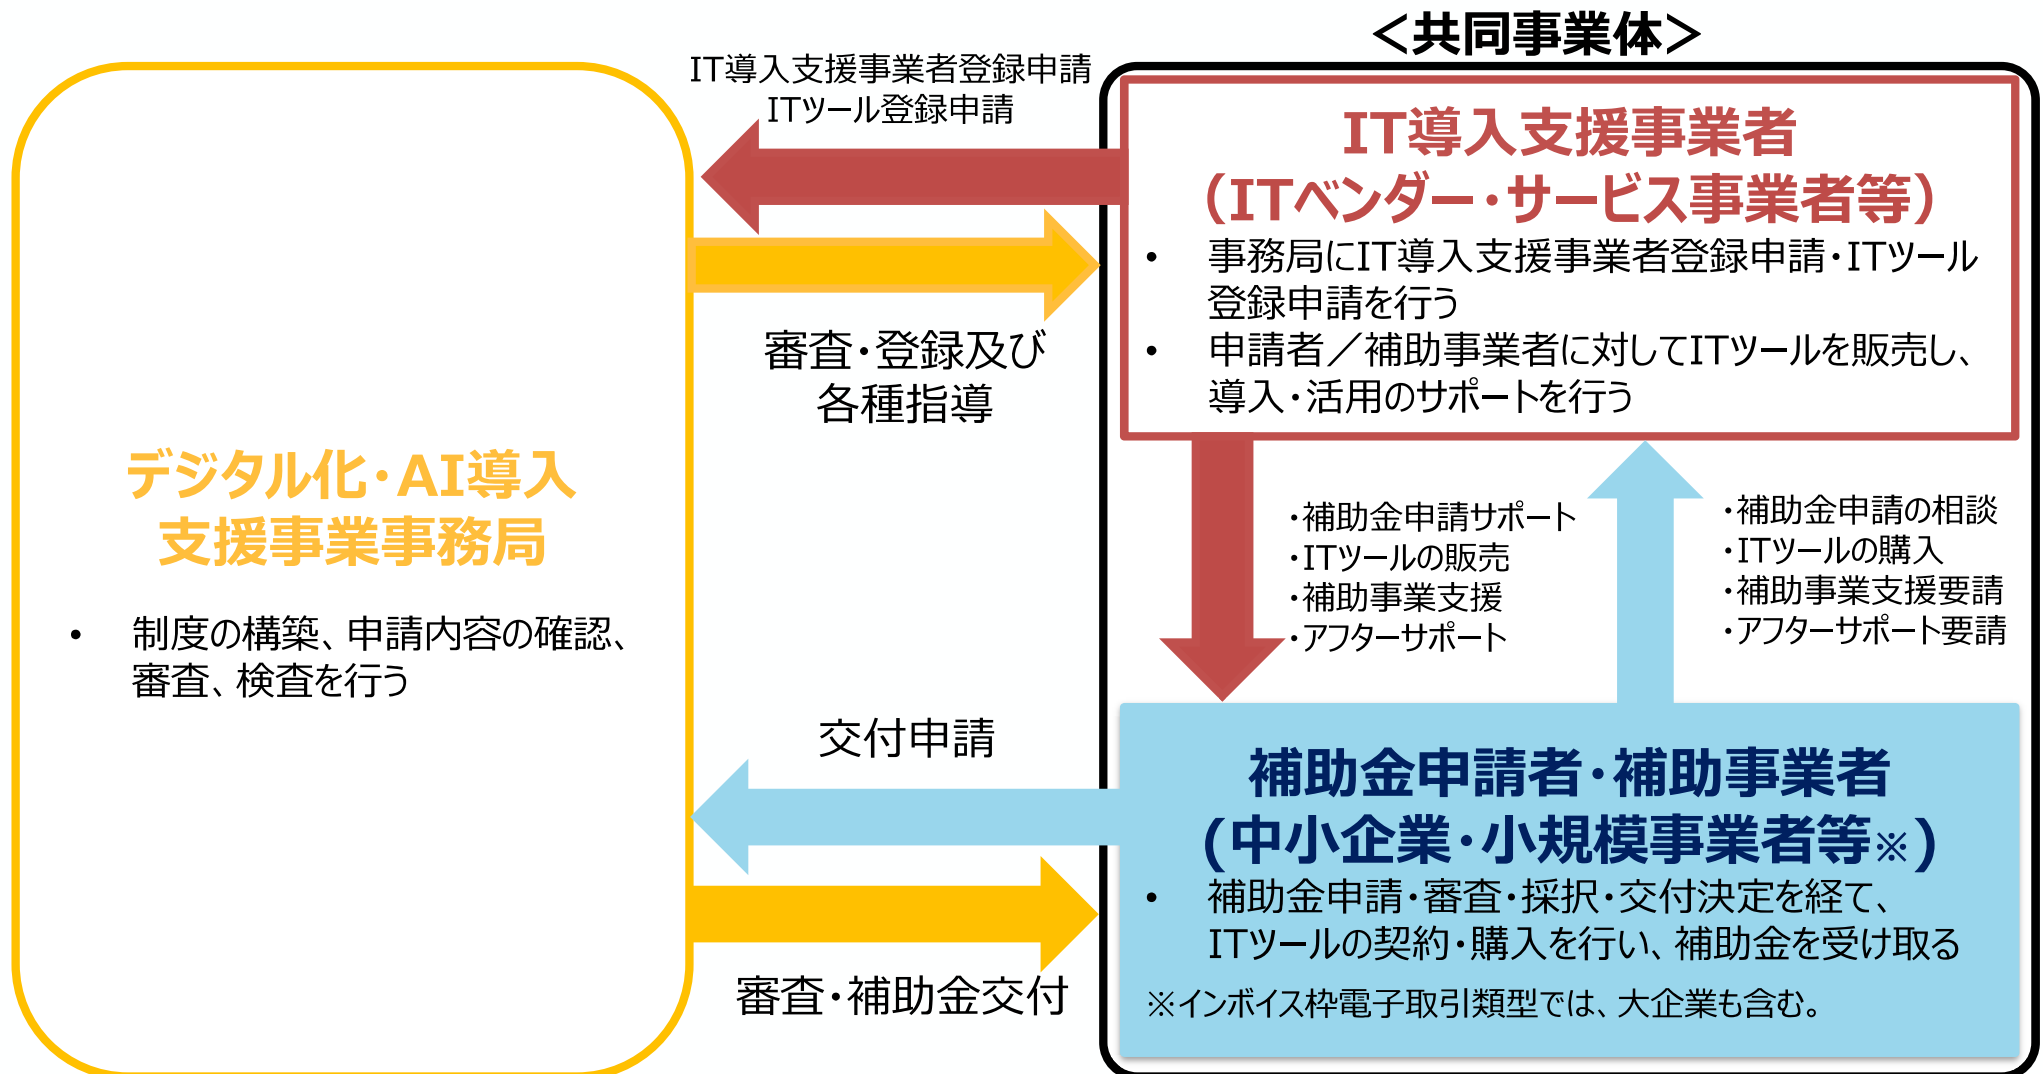 ＜共同事業体＞
IT導入支援事業者登録申請
ITツール登録申請
審査・登録及び
各種指導
デジタル化・AI導入
支援事業事務局
• 制度の構築、申請内容の確認、
審査、検査を行う
交付申請
審査・補助金交付
IT導入支援事業者
（ITベンダー・サービス事業者等）
• 事務局にIT導入支援事業者登録申請・ITツール
登録申請を行う
• 申請者／補助事業者に対してITツールを販売し、
導入・活用のサポートを行う
・補助金申請サポート
・ITツールの販売
・補助事業支援
・アフターサポート
・補助金申請の相談
・ITツールの購入
・補助事業支援要請
・アフターサポート要請
補助金申請者・補助事業者
(中小企業・小規模事業者等※)
• 補助金申請・審査・採択・交付決定を経て、
ITツールの契約・購入を行い、補助金を受け取る
※インボイス枠電子取引類型では、大企業も含む。